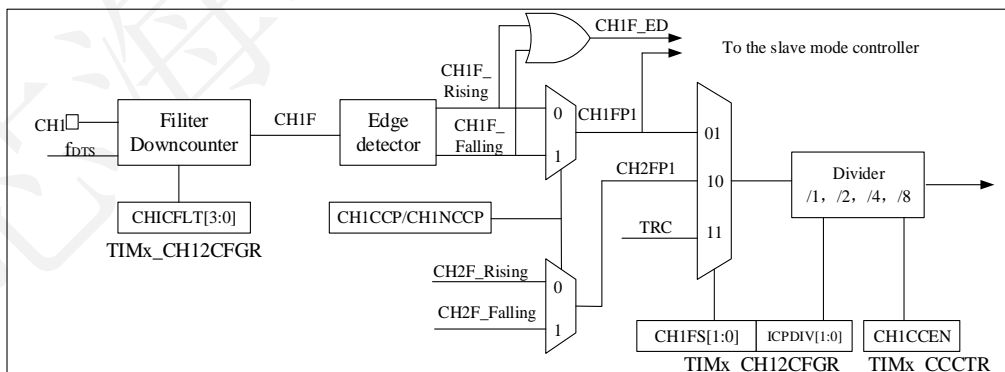 CH1F_ED
To the slave mode controller
CH1F_
Rising
CH1
fDTS
Filiter
Downcounter
CH1F
Edge
detector
CH1F_
Falling
0
1
CH1FP1
01
10
11
CH2FP1
TRC
Divider
/1, /2, /4, /8
CHICFLT[3:0]
TIMx_CH12CFGR
CH1CCP/CH1NCCP
CH2F_Rising
CH2F_Falling
0
1
CH1FS[1:0]
ICPDIV[1:0]
CH1CCEN
TIMx_CH12CFGR
TIMx_CCCTR